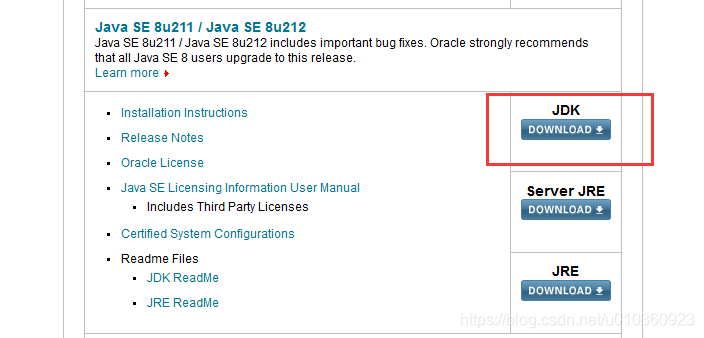 Java SE 8u211 / Java SE 8u212
Java SE 8u211 / Java SE 8u212 includes important bug fixes. Oracle strongly recommends
that all Java SE 8 users upgrade to this release.
Learn more
Installation Instructions
Release Notes
Oracle License
Java SE Licensing Information User Manual
Includes Third Party Licenses
Certified System Configurations
Readme Files
JDK ReadMe
JRE ReadMe
JDK
DOWNLOAD
Server JRE
DOWNLOAD
JRE
DOWNLOAD
https://blog.csdn.net/u010360923